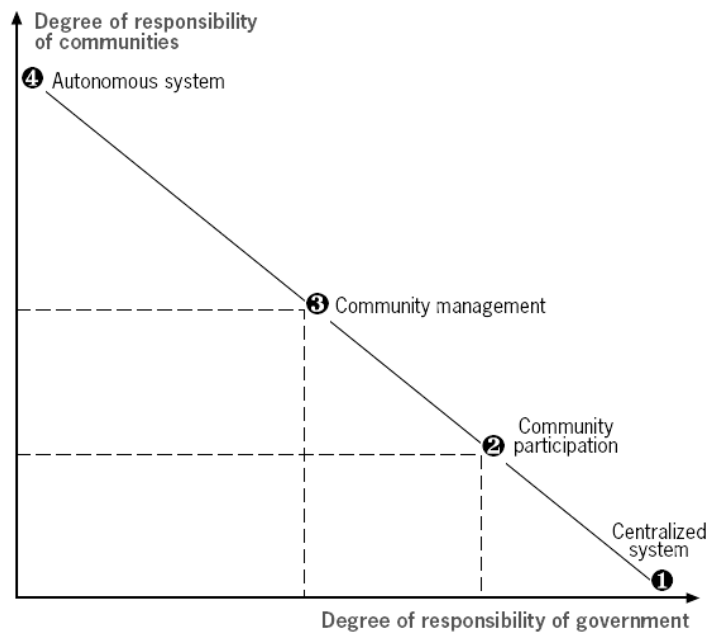 Degree of responsibility
of communities
4 Autonomous system
3 Community management
Community
2 participation
Centralized
system
1
Degree of responsibility of government